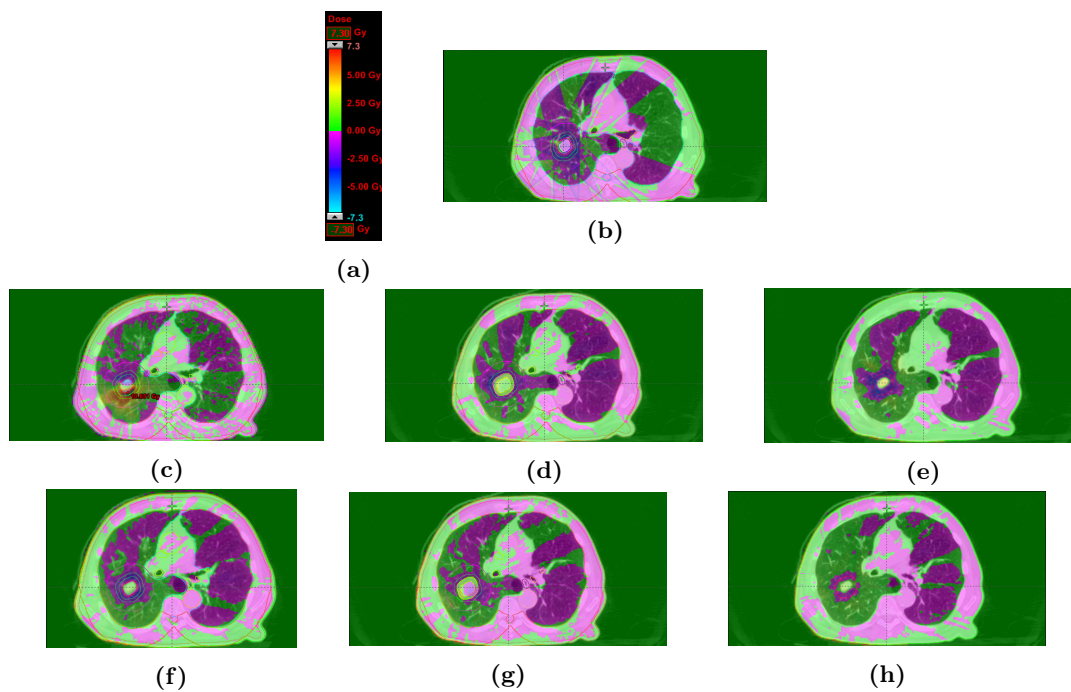 Dose
7.30 Gy
7.3
5.00 Gy
2.50 Gy
0.00 Gy
-2.50 Gy
-5.00 Gy
-7.3
-7.30 Gy
(a)
(b)
(c)
(d)
(e)
(f)
(g)
(h)